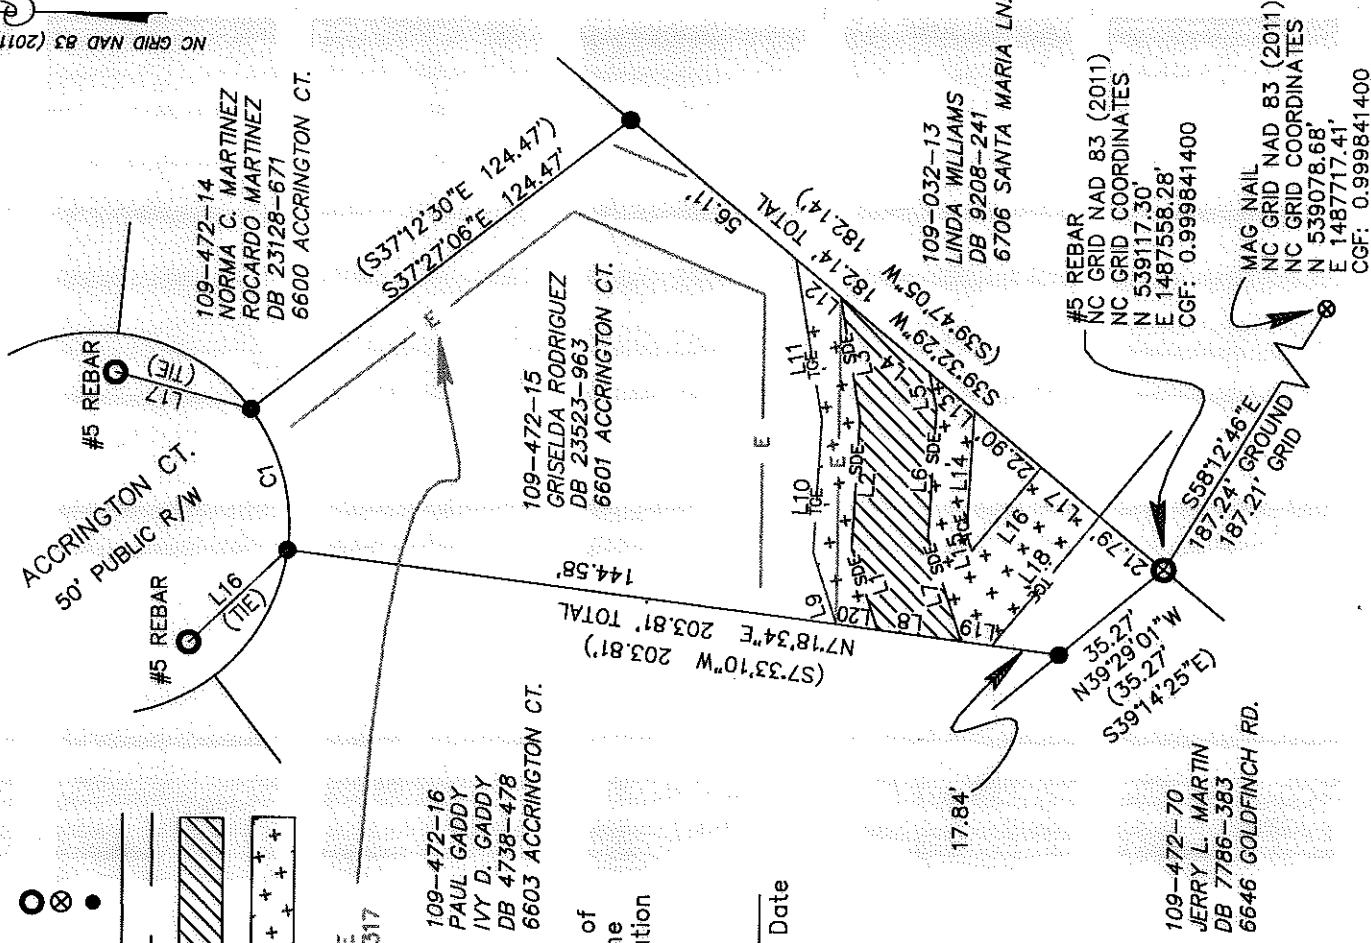 NC GRID NAD 83 (2011
#5 REBAR
L17
(TIE)
109-472-14
NORMA C. MARTINEZ
ROCARDO MARTINEZ
DB 23128-671
6600 ACCRINGTON CT.
ACCRINGTON CT.
50' PUBLIC R/W
C1
#5 REBAR
L16
(TIE)
(S37°12'30"E 124.47')
S37°27'06"E 124.47'
E
109-472-15
GRISELDA RODRIGUEZ
DB 23523-963
6601 ACCRINGTON CT.
E
144.58'
N7°18'34"E 203.81' TOTAL
(S7°33'10"W 203.81')
56.11'
182.14' TOTAL
182.14')
S39°32'29"W
(S39°47'05"W
109-032-13
LINDA WILLIAMS
DB 9208-241
6706 SANTA MARIA LN.
L9
L10
TCE
L11
TCE
L12
E
L20
SDE
L1
L2
SDE
L3
SDE
L4
L5
L6
SDE
L7
SDE
L8
L13
L14
L15
TCE
L16
L17
L18
TCE
L19
22.90'
21.79'
#5 REBAR
NC GRID NAD 83 (2011)
NC GRID COORDINATES
N 539117.30'
E 1487558.28'
CGF: 0.999841400
MAG NAIL
NC GRID NAD 83 (2011)
NC GRID COORDINATES
N 539078.68'
E 1487717.41'
CGF: 0.999841400
S58°12'46"E
187.24' GROUND
187.21' GRID
35.27'
N39°29'01"W
(35.27'
S39°14'25"E)
17.84'
109-472-16
PAUL GADDY
IVY D. GADDY
DB 4738-478
6603 ACCRINGTON CT.
109-472-70
JERRY L. MARTIN
DB 7786-383
6646 GOLDFINCH RD.
E
317
of
ne
ation
Date